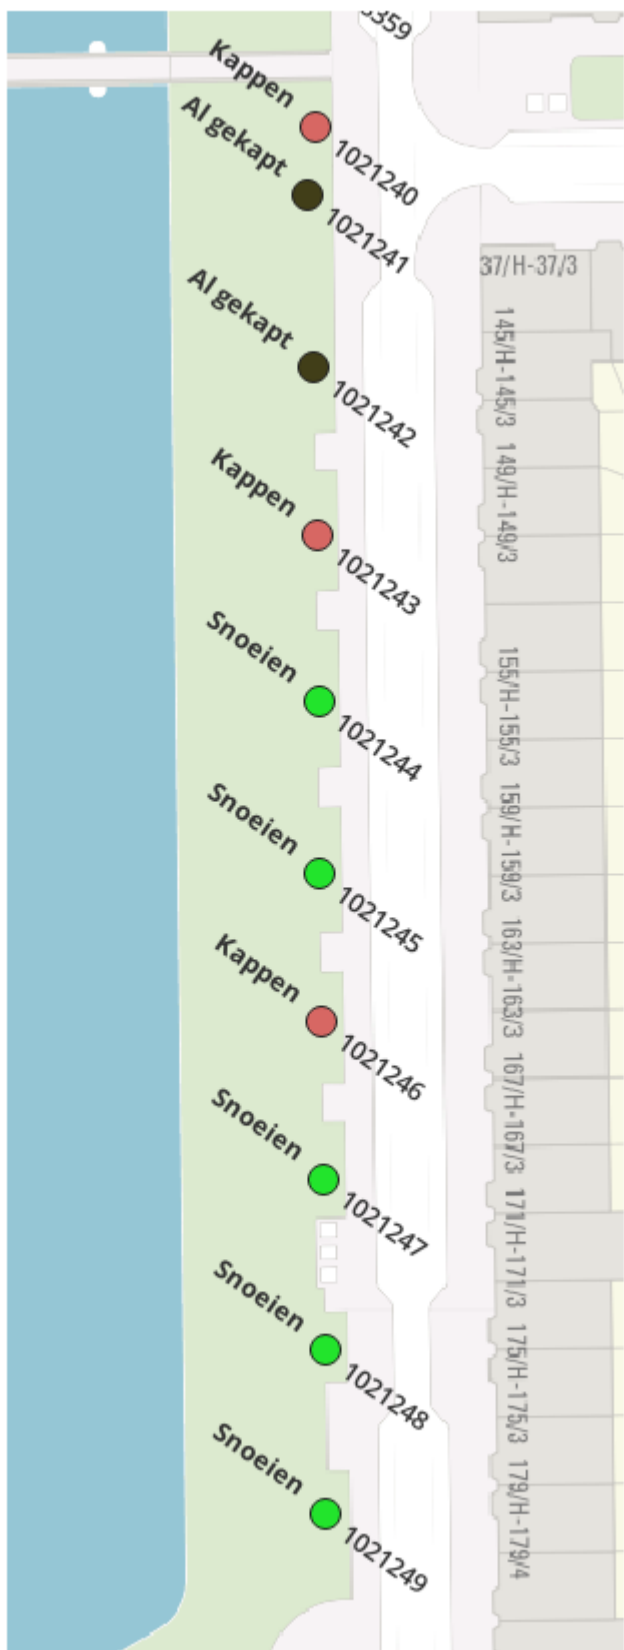 Kappen
1021240
Al gekapt
1021241
37/H-37/3
Al gekapt
1021242
145/H-145/3
Kappen
1021243
149/H-149/3
Snoeien
1021244
155/H-155/3
Snoeien
1021245
159/H-159/3
Kappen
1021246
163/H-163/3
167/H-167/3
Snoeien
1021247
171/H-171/3
Snoeien
1021248
175/H-175/3
Snoeien
1021249
179/H-179/4